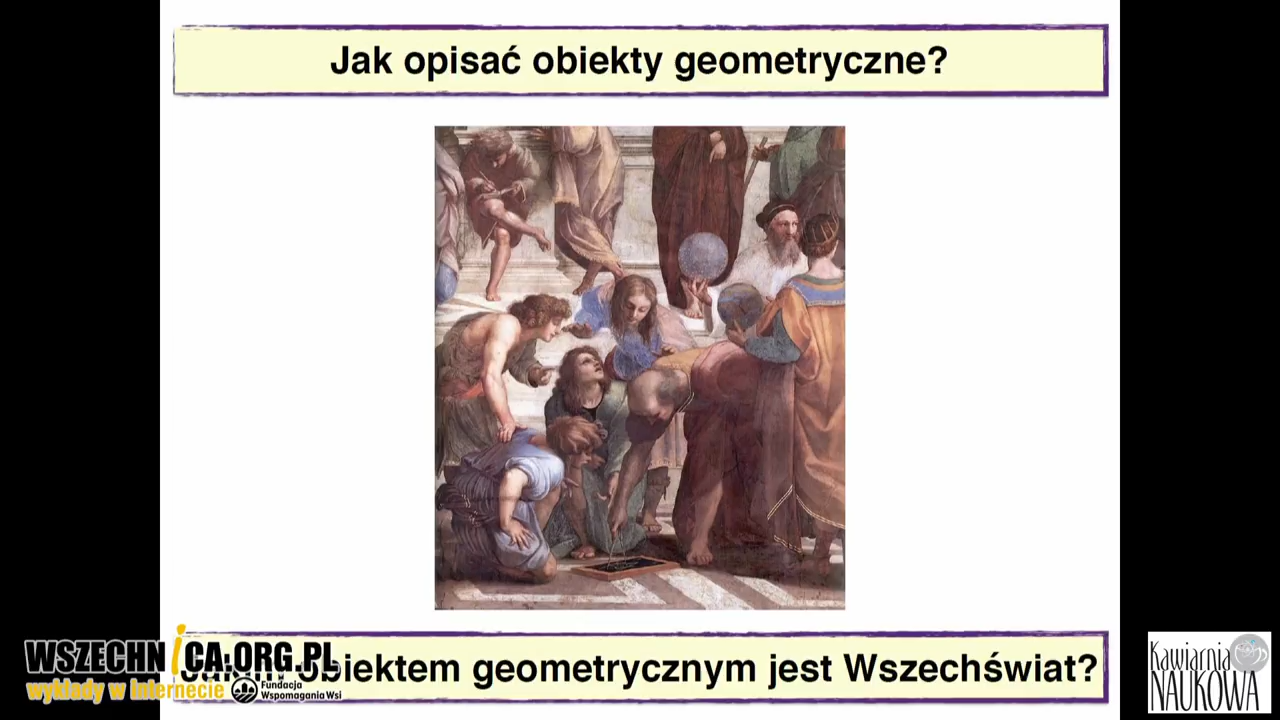 Jak opisać obiekty geometryczne?
obiektem geometrycznym jest Wszechświat?
WSZECHNiCA.ORG.PL
wykłady w Internecie
Fundacja
Wspomagania Wsi
Kawiarnia
NAUKOWA